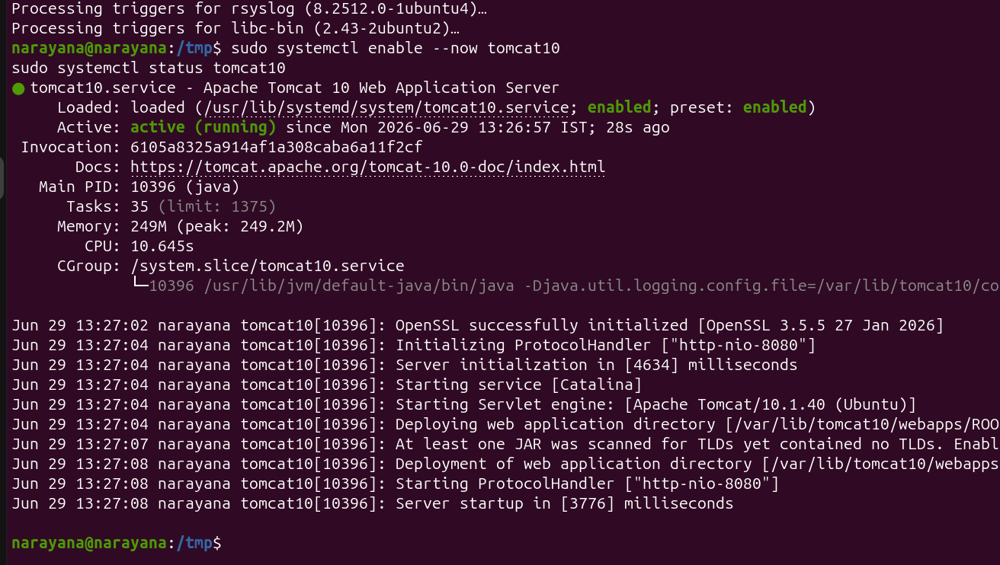 Processing triggers for rsyslog (8.2512.0-1ubuntu4)…
Processing triggers for libc-bin (2.43-2ubuntu2)…
narayana@narayana:/tmp$ sudo systemctl enable --now tomcat10
sudo systemctl status tomcat10
● tomcat10.service - Apache Tomcat 10 Web Application Server
Loaded: loaded (/usr/lib/systemd/system/tomcat10.service; enabled; preset: enabled)
Active: active (running) since Mon 2026-06-29 13:26:57 IST; 28s ago
Invocation: 6105a8325a914af1a308caba6a11f2cf
Docs: https://tomcat.apache.org/tomcat-10.0-doc/index.html
Main PID: 10396 (java)
Tasks: 35 (limit: 1375)
Memory: 249M (peak: 249.2M)
CPU: 10.645s
CGroup: /system.slice/tomcat10.service
└─10396 /usr/lib/jvm/default-java/bin/java -Djava.util.logging.config.file=/var/lib/tomcat10/co
Jun 29 13:27:02 narayana tomcat10[10396]: OpenSSL successfully initialized [OpenSSL 3.5.5 27 Jan 2026]
Jun 29 13:27:04 narayana tomcat10[10396]: Initializing ProtocolHandler ["http-nio-8080"]
Jun 29 13:27:04 narayana tomcat10[10396]: Server initialization in [4634] milliseconds
Jun 29 13:27:04 narayana tomcat10[10396]: Starting service [Catalina]
Jun 29 13:27:04 narayana tomcat10[10396]: Starting Servlet engine: [Apache Tomcat/10.1.40 (Ubuntu)]
Jun 29 13:27:04 narayana tomcat10[10396]: Deploying web application directory [/var/lib/tomcat10/webapps/ROO
Jun 29 13:27:07 narayana tomcat10[10396]: At least one JAR was scanned for TLDs yet contained no TLDs. Enabl
Jun 29 13:27:08 narayana tomcat10[10396]: Deployment of web application directory [/var/lib/tomcat10/webapps
Jun 29 13:27:08 narayana tomcat10[10396]: Starting ProtocolHandler ["http-nio-8080"]
Jun 29 13:27:08 narayana tomcat10[10396]: Server startup in [3776] milliseconds
narayana@narayana:/tmp$